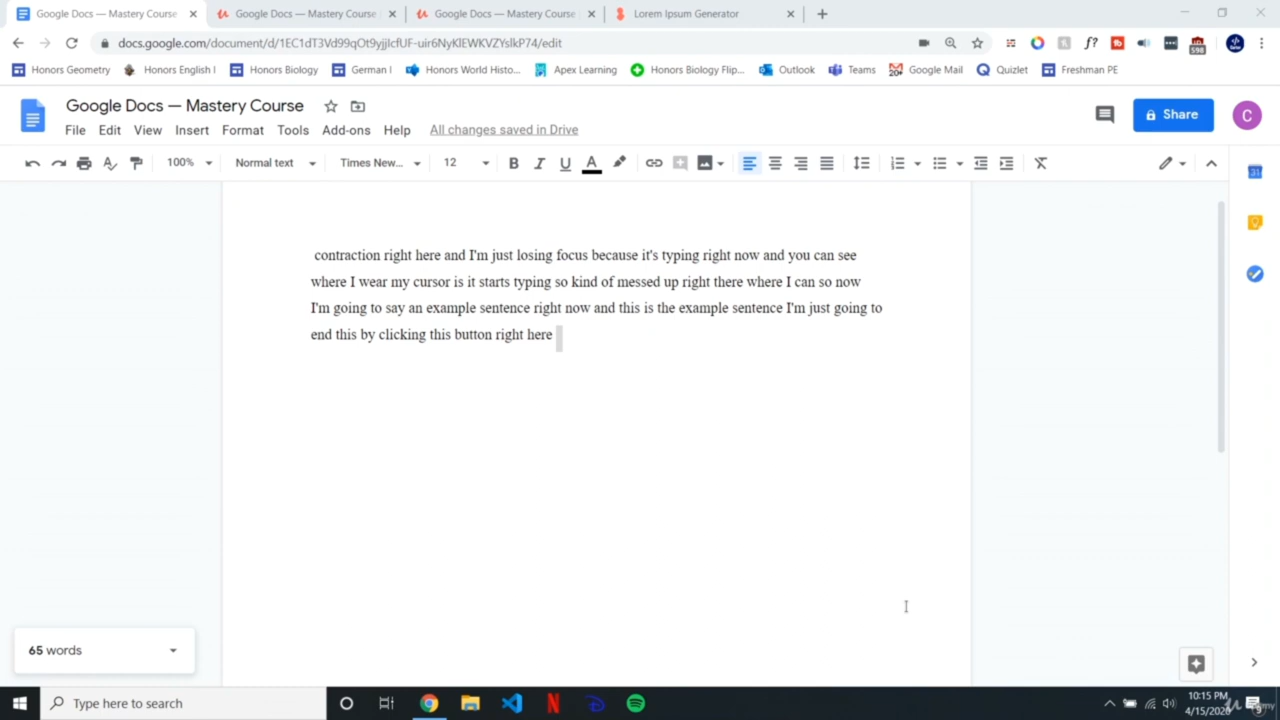 Google Docs — Mastery Course
Google Docs — Mastery Course
Google Docs — Mastery Course
Lorem Ipsum Generator
docs.google.com/document/d/1EC1dT3Vd99qOt9yjJcfUF-uir6NyKlEWKVZYslkP74/edit
598
Honors Geometry
Honors English I
Honors Biology
German I
Honors World Histo...
Apex Learning
Honors Biology Flip...
Outlook
Teams
Google Mail
Quizlet
Freshman PE
Google Docs — Mastery Course
File Edit View Insert Format Tools Add-ons Help All changes saved in Drive
Share
C
100% Normal text Times New... 12
contraction right here and I'm just losing focus because it's typing right now and you can see
where I wear my cursor is it starts typing so kind of messed up right there where I can so now
I'm going to say an example sentence right now and this is the example sentence I'm just going to
end this by clicking this button right here
65 words
Type here to search
10:15 PM
4/15/2020